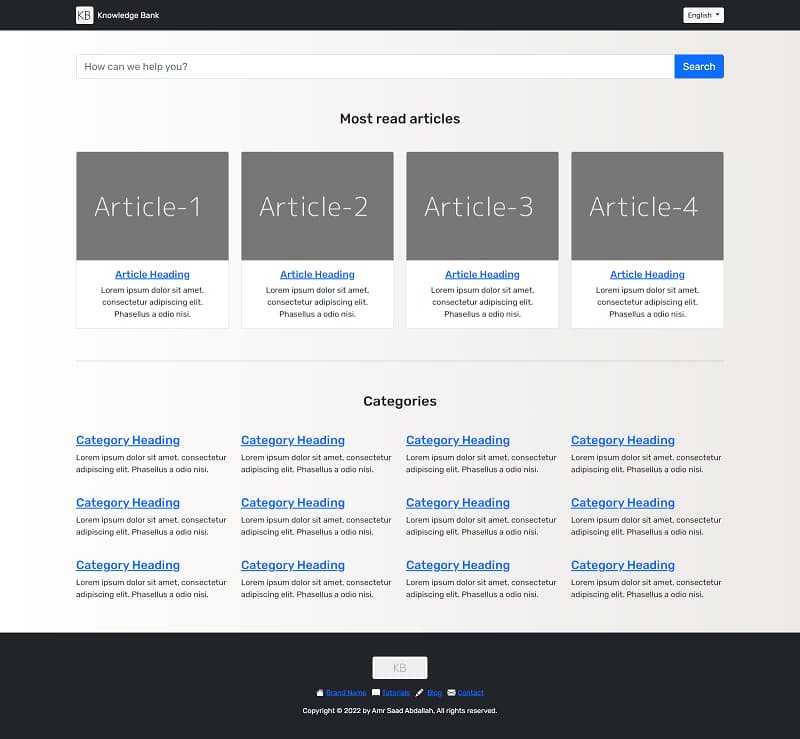 KB Knowledge Bank English
How can we help you? Search
Most read articles
Article-1 Article-2 Article-3 Article-4
Article Heading Article Heading Article Heading Article Heading
Lorem ipsum dolor sit amet, Lorem ipsum dolor sit amet, Lorem ipsum dolor sit amet, Lorem ipsum dolor sit amet,
consectetur adipiscing elit. consectetur adipiscing elit. consectetur adipiscing elit. consectetur adipiscing elit.
Phasellus a odio nisi. Phasellus a odio nisi. Phasellus a odio nisi. Phasellus a odio nisi.
Categories
Category Heading Category Heading Category Heading Category Heading
Lorem ipsum dolor sit amet, consectetur Lorem ipsum dolor sit amet, consectetur Lorem ipsum dolor sit amet, consectetur Lorem ipsum dolor sit amet, consectetur
adipiscing elit. Phasellus a odio nisi. adipiscing elit. Phasellus a odio nisi. adipiscing elit. Phasellus a odio nisi. adipiscing elit. Phasellus a odio nisi.
Category Heading Category Heading Category Heading Category Heading
Lorem ipsum dolor sit amet, consectetur Lorem ipsum dolor sit amet, consectetur Lorem ipsum dolor sit amet, consectetur Lorem ipsum dolor sit amet, consectetur
adipiscing elit. Phasellus a odio nisi. adipiscing elit. Phasellus a odio nisi. adipiscing elit. Phasellus a odio nisi. adipiscing elit. Phasellus a odio nisi.
Category Heading Category Heading Category Heading Category Heading
Lorem ipsum dolor sit amet, consectetur Lorem ipsum dolor sit amet, consectetur Lorem ipsum dolor sit amet, consectetur Lorem ipsum dolor sit amet, consectetur
adipiscing elit. Phasellus a odio nisi. adipiscing elit. Phasellus a odio nisi. adipiscing elit. Phasellus a odio nisi. adipiscing elit. Phasellus a odio nisi.
KB
Brand Name Tutorials Blog Contact
Copyright © 2022 by Amr Saad Abdallah. All rights reserved.